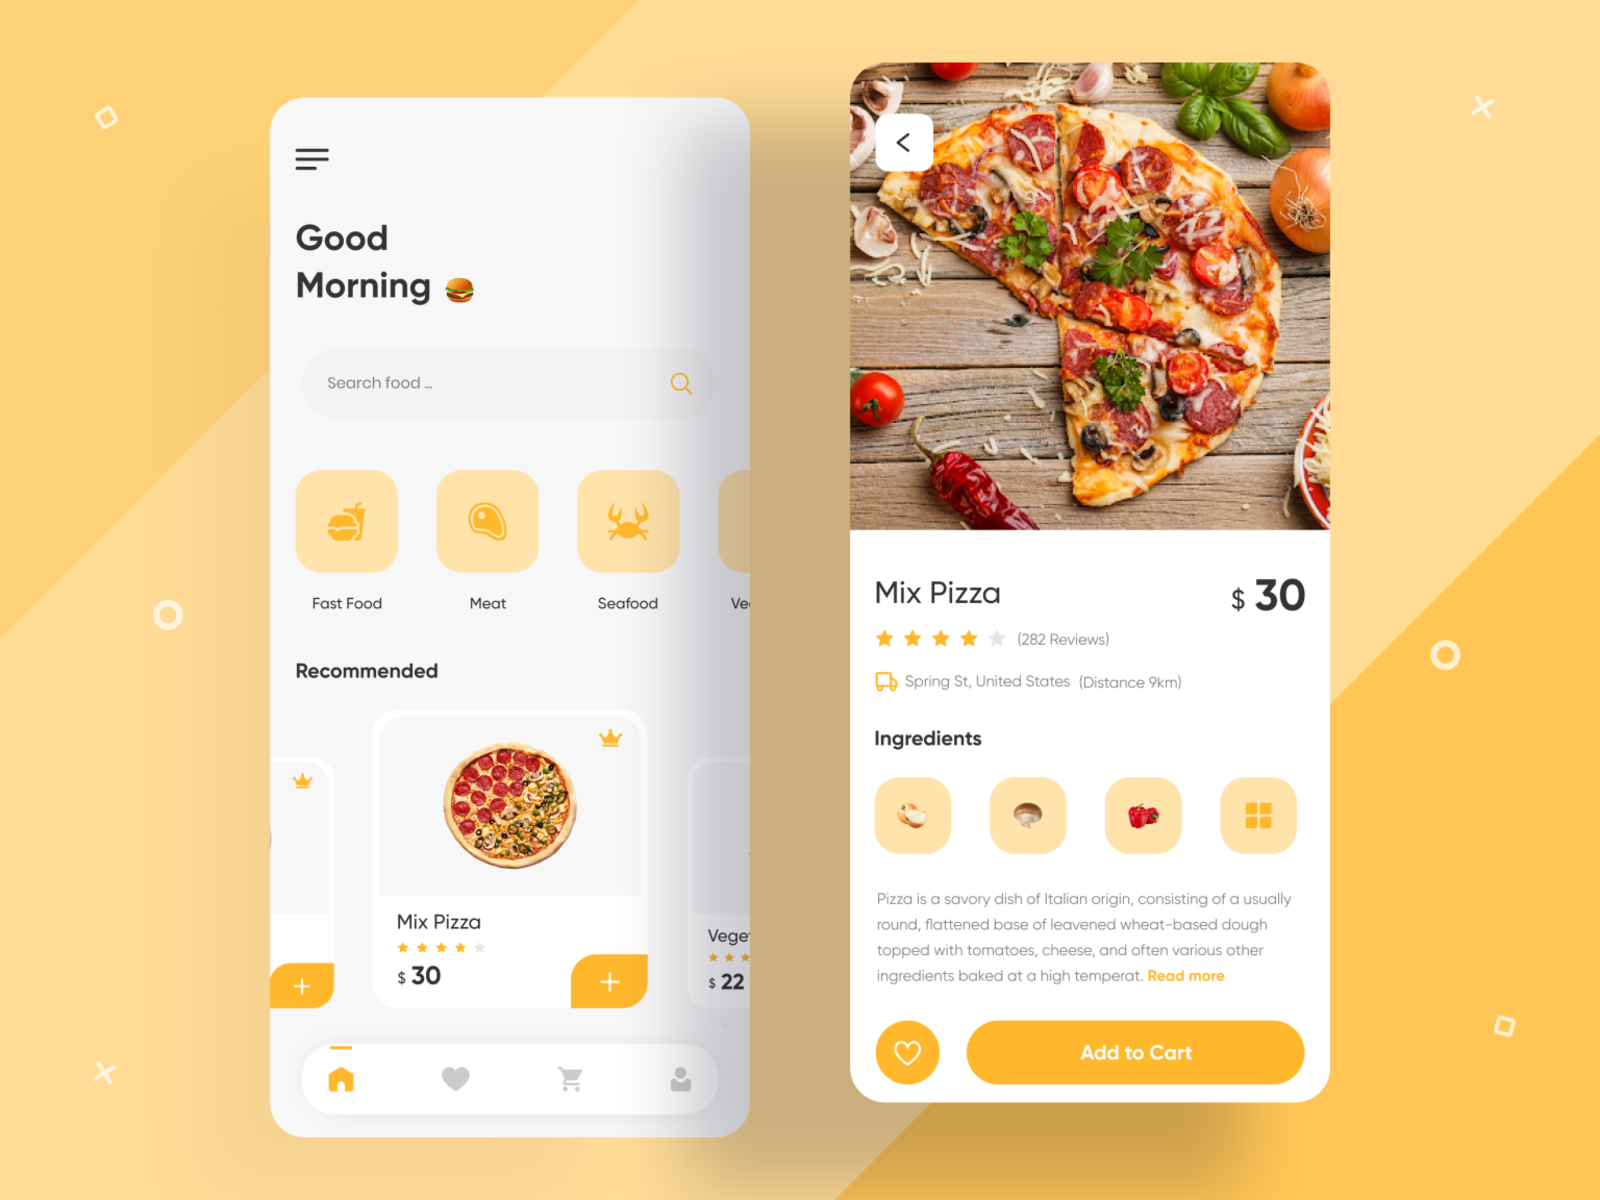 Good
Morning
Search food ...
Fast Food
Meat
Seafood
Recommended
Mix Pizza
$ 30
$ 22
Mix Pizza
$ 30
(282 Reviews)
Spring St, United States (Distance 9km)
Ingredients
Pizza is a savory dish of Italian origin, consisting of a usually
round, flattened base of leavened wheat-based dough
topped with tomatoes, cheese, and often various other
ingredients baked at a high temperat. Read more
Add to Cart